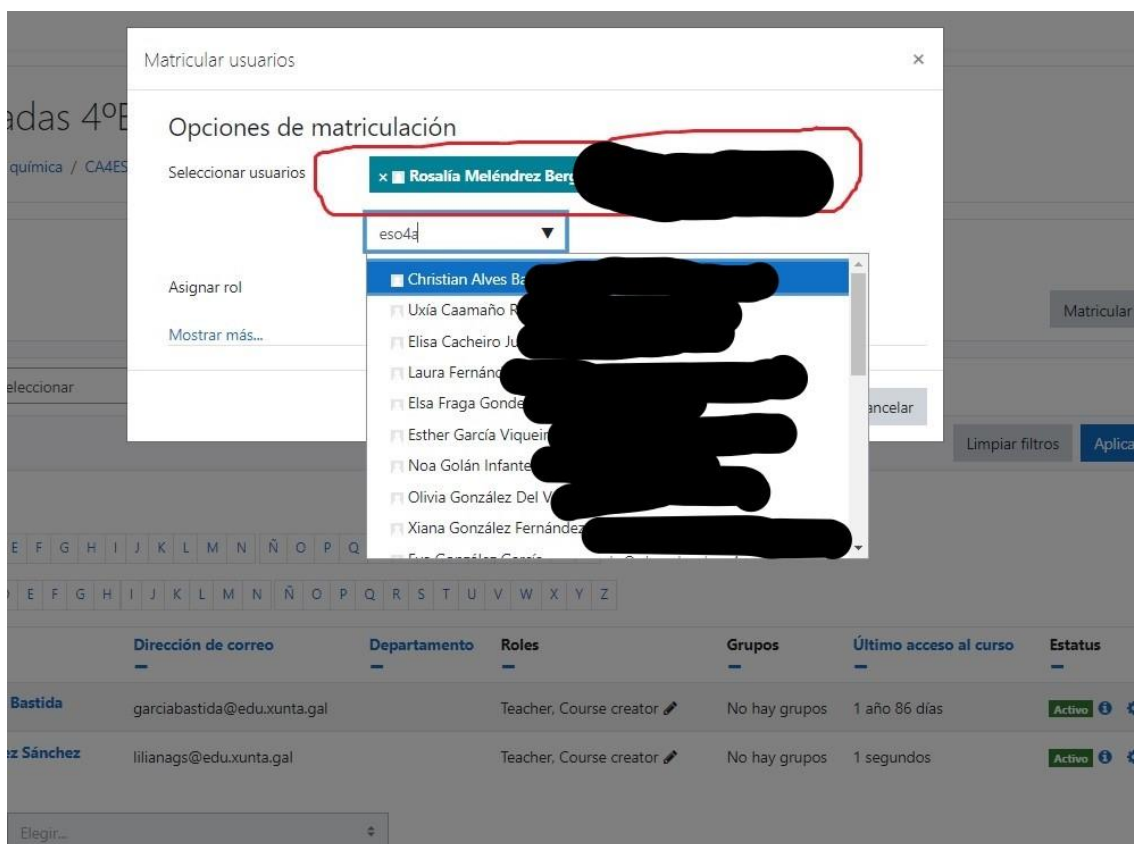 Matricular usuarios ×
adas 4ºE
Opciones de matriculación
química / CA4ES
Seleccionar usuarios
× Rosalía Meléndrez Berg
eso4a ▼
Christian Alves Ba
Asignar rol
Uxía Caamaño R
Matricular
Mostrar más...
Elisa Cacheiro Ju
Laura Fernánd
eleccionar
Elsa Fraga Gonde
ancelar
Esther García Viqueir
Limpiar filtros Aplica
Noa Golán Infante
Olivia González Del V
Xiana González Fernández
E F G H I J K L M N Ñ O P Q
Eva González García
E F G H I J K L M N Ñ O P Q R S T U V W X Y Z
Dirección de correo Departamento Roles Grupos Último acceso al curso Estatus
Bastida garciabastida@edu.xunta.gal Teacher, Course creator No hay grupos 1 año 86 días Activo
ez Sánchez lilianags@edu.xunta.gal Teacher, Course creator No hay grupos 1 segundos Activo
Elegir...